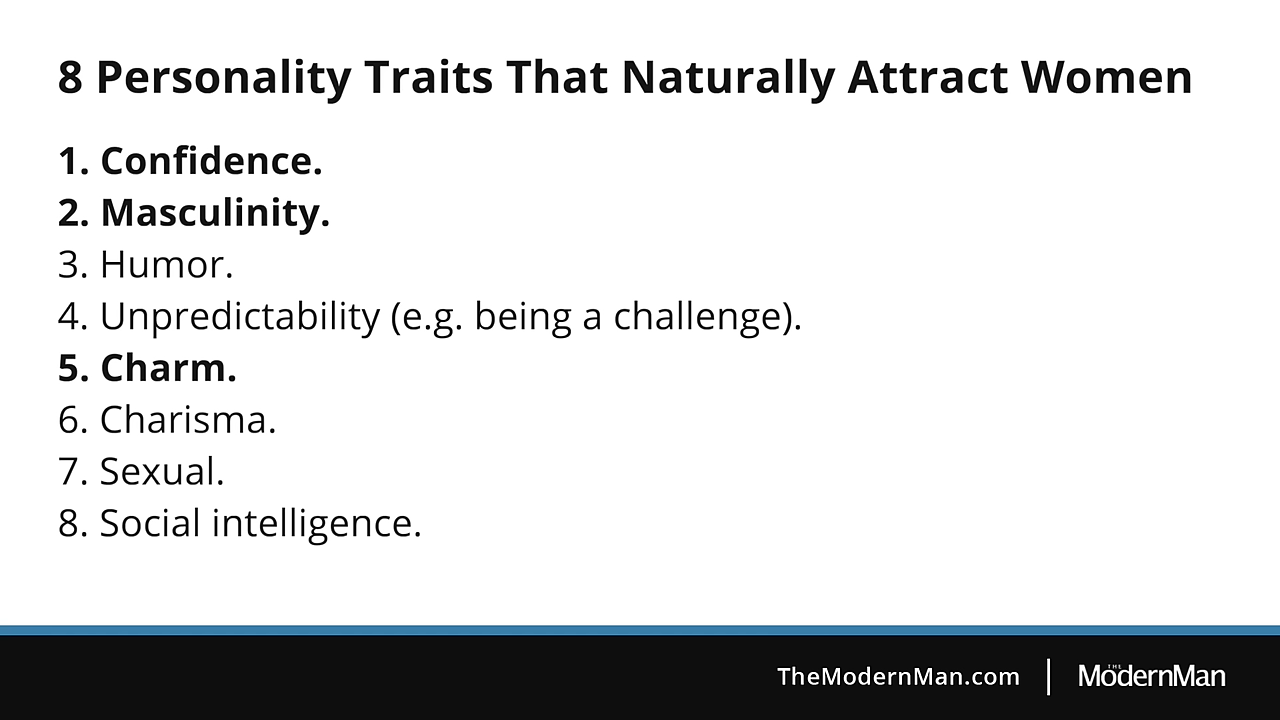 8 Personality Traits That Naturally Attract Women
1. Confidence.
2. Masculinity.
3. Humor.
4. Unpredictability (e.g. being a challenge).
5. Charm.
6. Charisma.
7. Sexual.
8. Social intelligence.
TheModernMan.com
THE
ModernMan